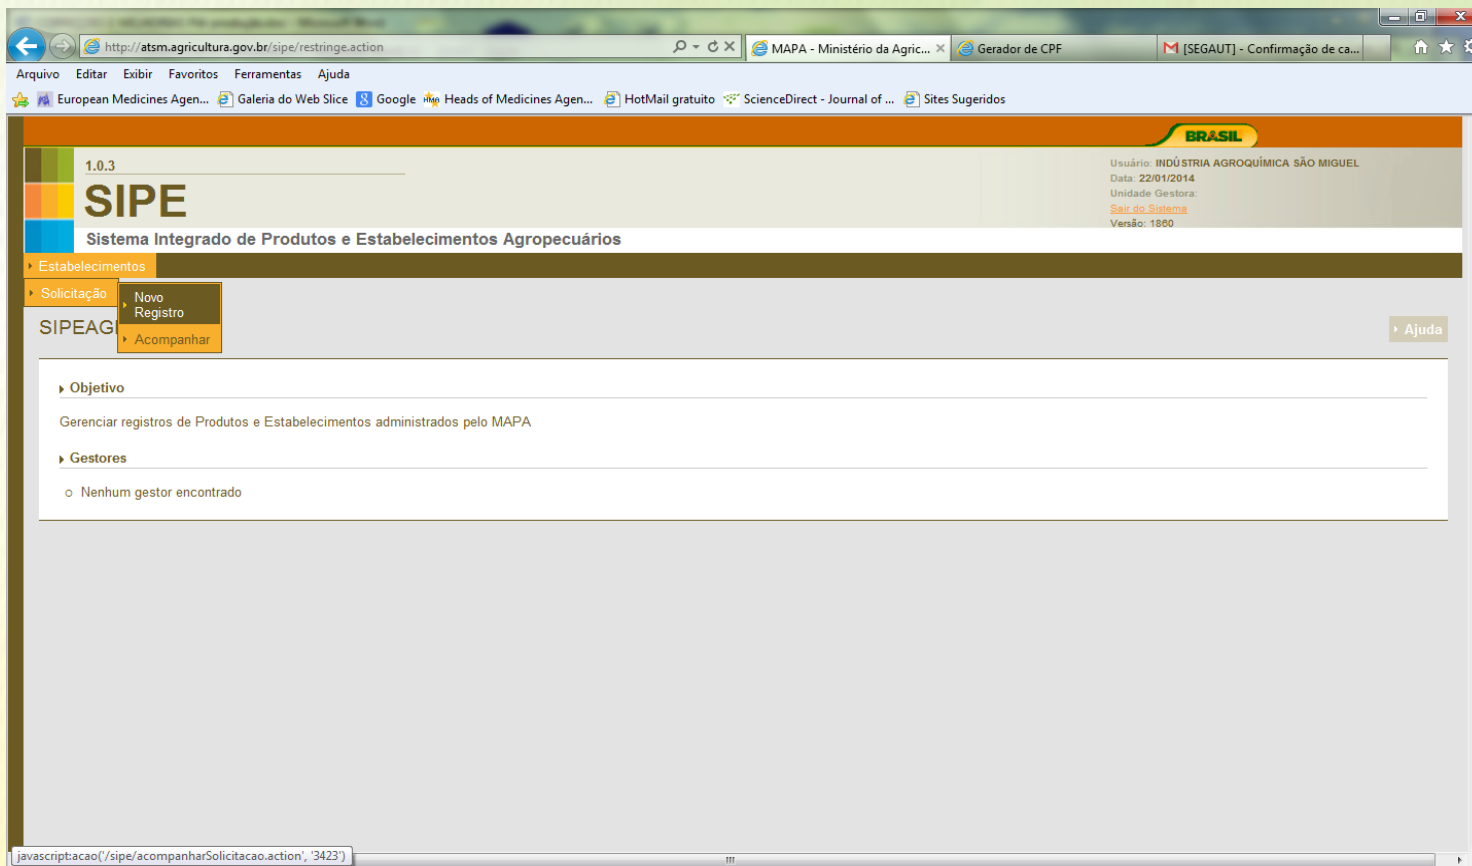 http://atsm.agricultura.gov.br/sipe/restringe.action
MAPA - Ministério da Agric...
Gerador de CPF
[SEGAUT] - Confirmação de ca...
Arquivo Editar Exibir Favoritos Ferramentas Ajuda
European Medicines Agen... Galeria do Web Slice Google Heads of Medicines Agen... HotMail gratuito ScienceDirect - Journal of ... Sites Sugeridos
BRASIL
1.0.3
SIPE
Sistema Integrado de Produtos e Estabelecimentos Agropecuários
Usuário: INDÚSTRIA AGROQUÍMICA SÃO MIGUEL
Data: 22/01/2014
Unidade Gestora:
Sair do Sistema
Versão: 1860
Estabelecimentos
Solicitação
Novo
Registro
Acompanhar
SIPEAG
Ajuda
Objetivo
Gerenciar registros de Produtos e Estabelecimentos administrados pelo MAPA
Gestores
Nenhum gestor encontrado
javascript:acao('/sipe/acompanharSolicitacao.action', '3423')